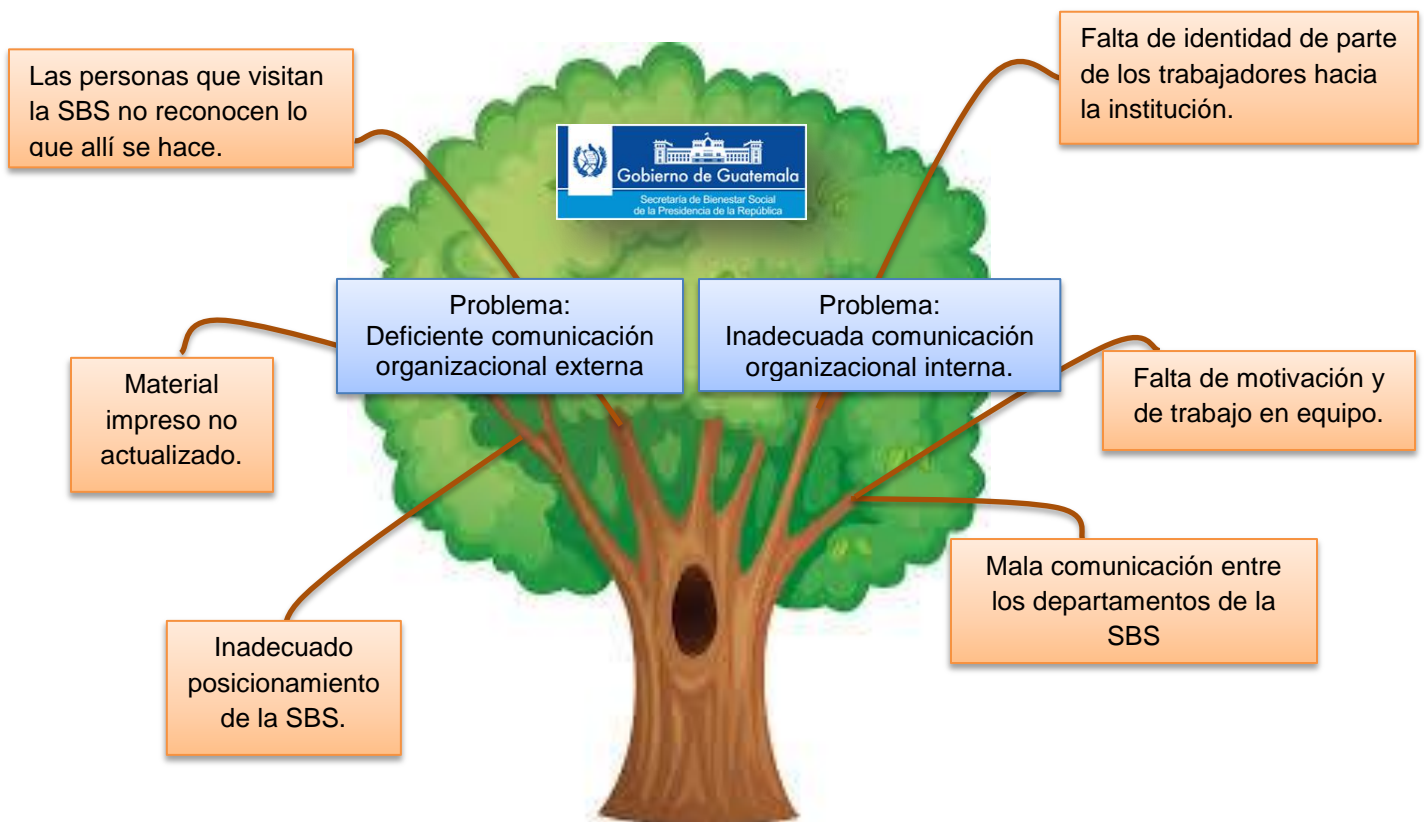 Las personas que visitan
la SBS no reconocen lo
que allí se hace.
Falta de identidad de parte
de los trabajadores hacia
la institución.
Gobierno de Guatemala
Secretaría de Bienestar Social
de la Presidencia de la República
Problema:
Deficiente comunicación
organizacional externa
Problema:
Inadecuada comunicación
organizacional interna.
Material
impreso no
actualizado.
Falta de motivación y
de trabajo en equipo.
Mala comunicación entre
los departamentos de la
SBS
Inadecuado
posicionamiento
de la SBS.